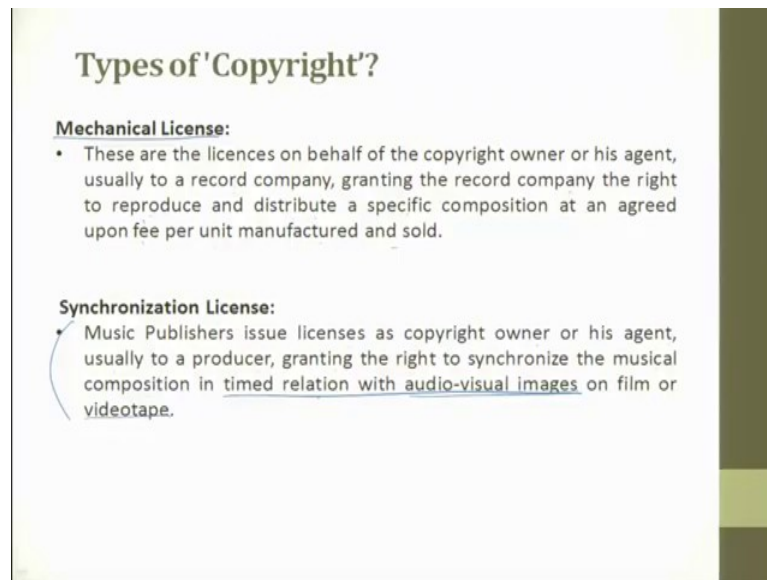 Types of 'Copyright'?
Mechanical License:
• These are the licences on behalf of the copyright owner or his agent,
usually to a record company, granting the record company the right
to reproduce and distribute a specific composition at an agreed
upon fee per unit manufactured and sold.
Synchronization License:
• Music Publishers issue licenses as copyright owner or his agent,
usually to a producer, granting the right to synchronize the musical
composition in timed relation with audio-visual images on film or
videotape.